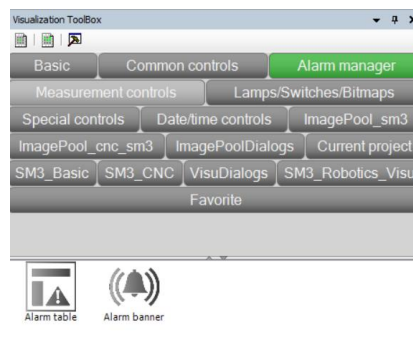 Visualization ToolBox
Basic Common controls Alarm manager
Measurement controls Lamps/Switches/Bitmaps
Special controls Date/time controls ImagePool_sm3
ImagePool_cnc_sm3 ImagePoolDialogs Current project
SM3_Basic SM3_CNC VisuDialogs SM3_Robotics_Visu
Favorite
Alarm table Alarm banner